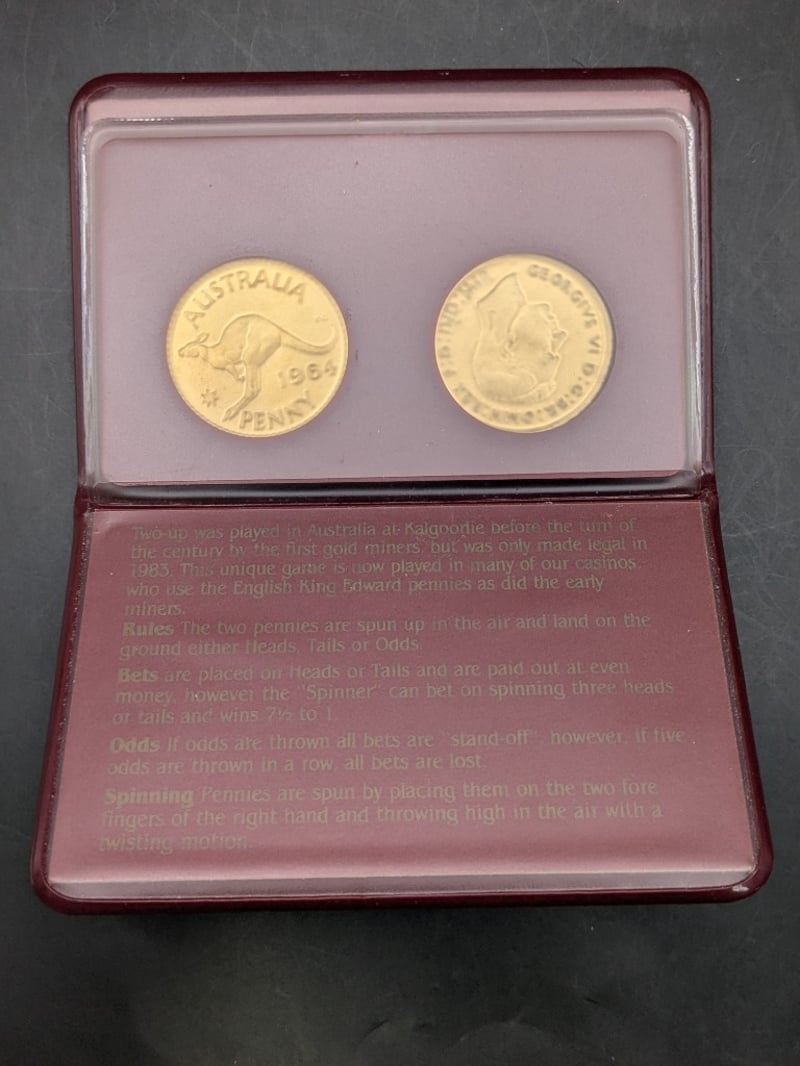 AUSTRALIA
1964
PENNY
GEORGIVS VI D:G:BR:OMN:REX F.D.IND:IMP.
Two-up was played in Australia at Kalgoorlie before the turn of
the century by the first gold miners, but was only made legal in
1983. This unique game is now played in many of our casinos,
who use the English King Edward pennies as did the early
miners.
Rules The two pennies are spun up in the air and land on the
ground either Heads, Tails or Odds.
Bets are placed on Heads or Tails and are paid out at even
money, however the "Spinner" can bet on spinning three heads
or tails and wins 7½ to 1.
Odds If odds are thrown all bets are "stand-off", however, if five
odds are thrown in a row, all bets are lost.
Spinning Pennies are spun by placing them on the two fore
fingers of the right hand and throwing high in the air with a
twisting motion.